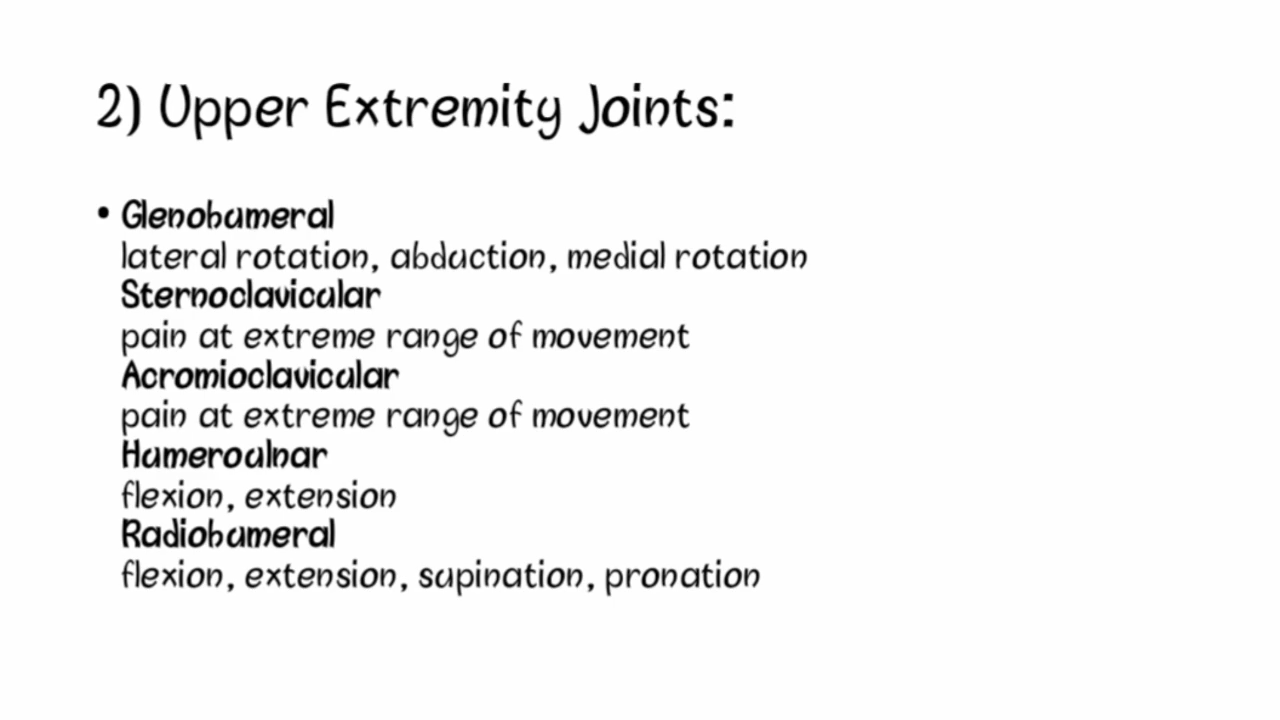 2) Upper Extremity Joints:
• Glenohumeral
lateral rotation, abduction, medial rotation
Sternoclavicular
pain at extreme range of movement
Acromioclavicular
pain at extreme range of movement
Humeroulnar
flexion, extension
Radiohumeral
flexion, extension, supination, pronation